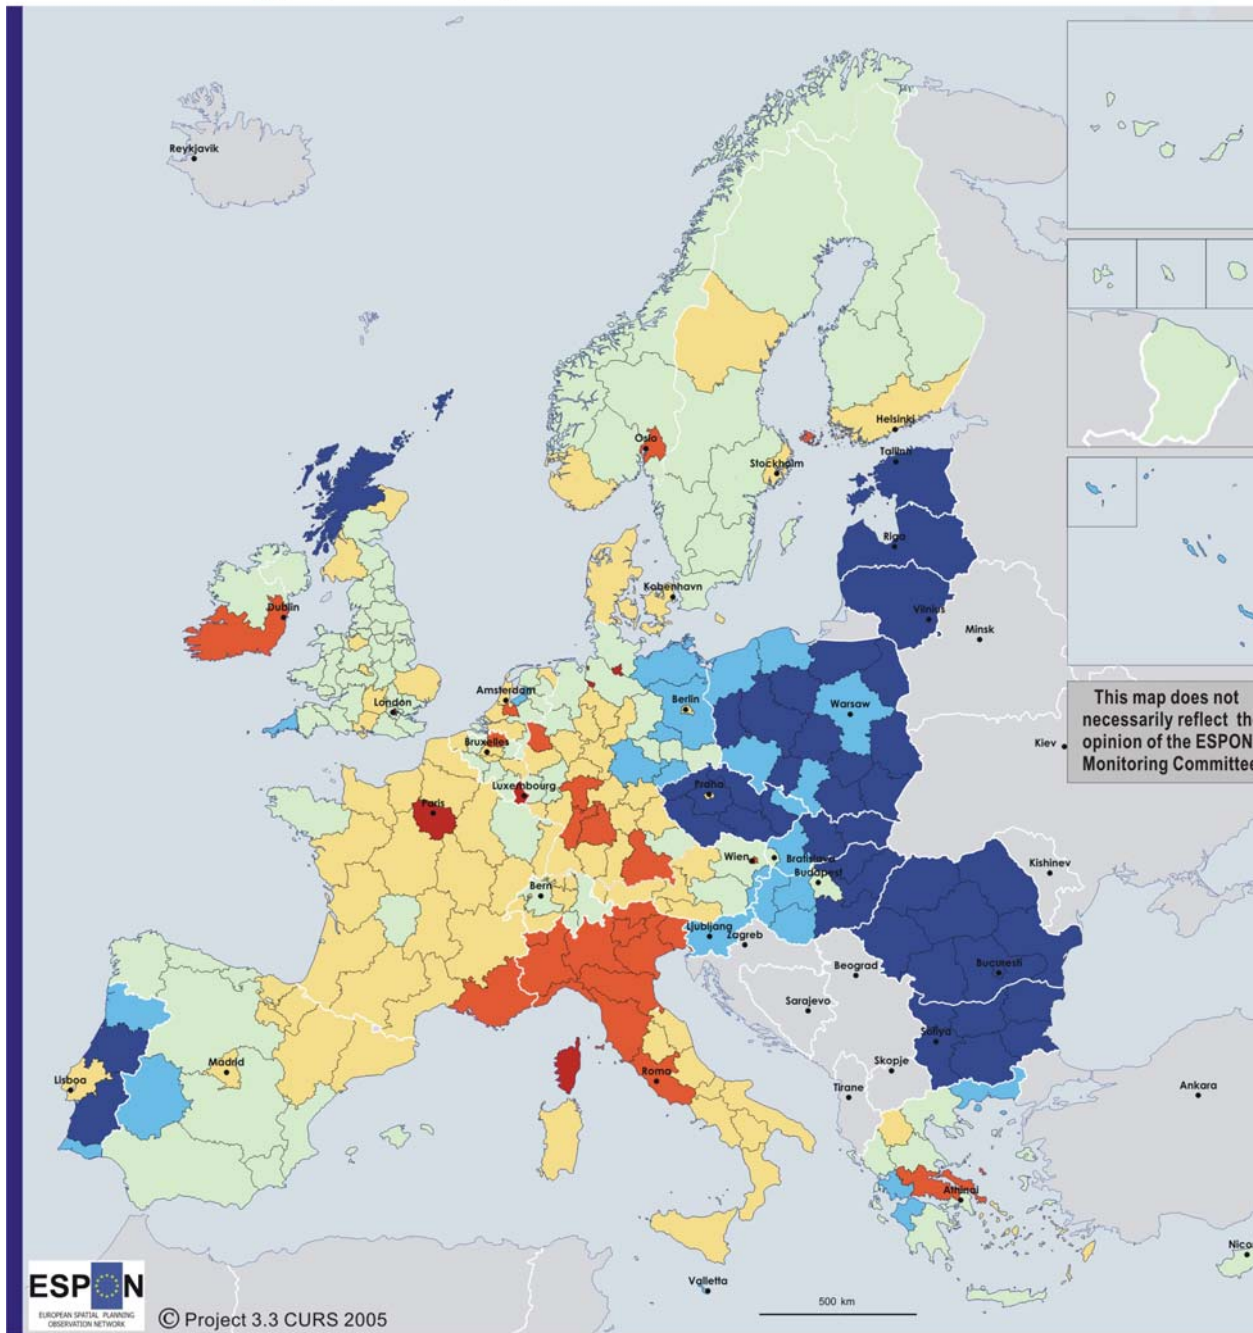 Reykjavik
Oslo
Helsinki
Stockholm
Tallinn
Riga
Dublin
København
Vilnius
Minsk
Amsterdam
London
Berlin
Warsaw
This map does not
necessarily reflect the
opinion of the ESPON
Monitoring Committee
Kiev
Bruxelles
Luxembourg
Praha
Paris
Wien
Bratislava
Kishinev
Budapest
Bern
Ljubljana
Zagreb
Beograd
Bucuresti
Sarajevo
Sofiya
Madrid
Roma
Skopje
Lisboa
Tirane
Ankara
Athinai
Nico
Valletta
500 km
ESPON
EUROPEAN SPATIAL PLANNING
OBSERVATION NETWORK
© Project 3.3 CURS 2005